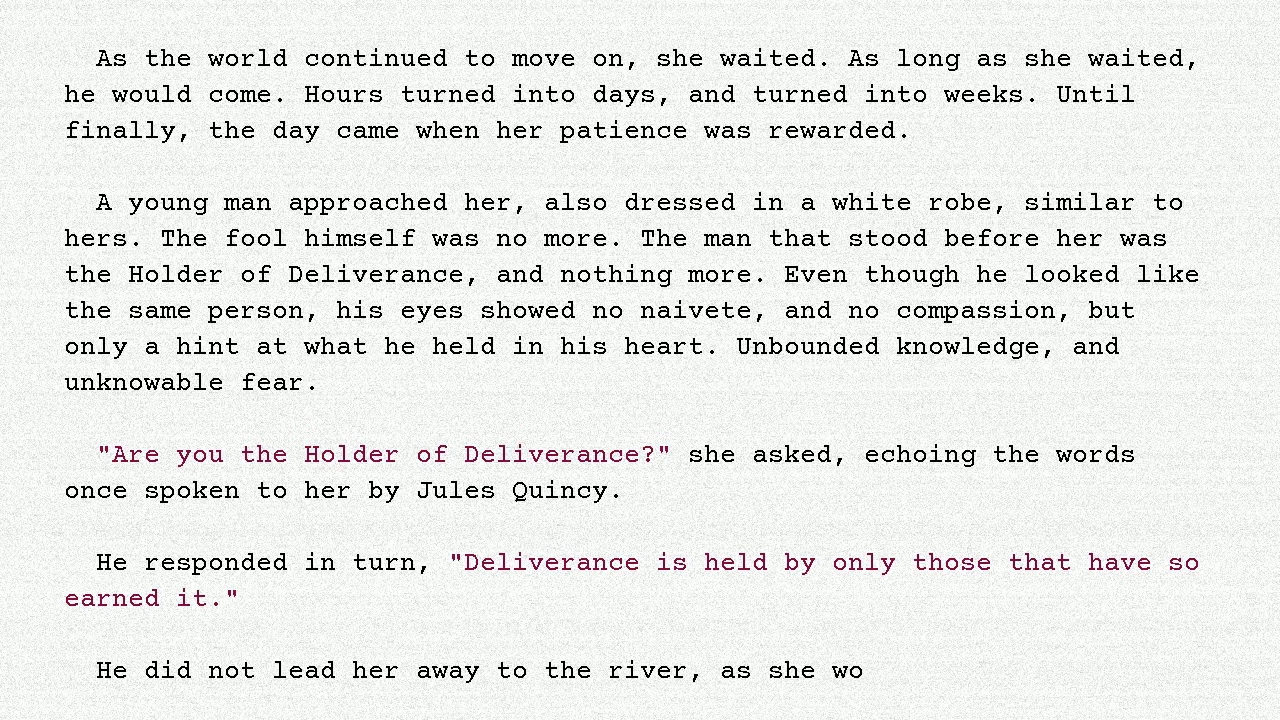 As the world continued to move on, she waited. As long as she waited,
he would come. Hours turned into days, and turned into weeks. Until
finally, the day came when her patience was rewarded.
A young man approached her, also dressed in a white robe, similar to
hers. The fool himself was no more. The man that stood before her was
the Holder of Deliverance, and nothing more. Even though he looked like
the same person, his eyes showed no naivete, and no compassion, but
only a hint at what he held in his heart. Unbounded knowledge, and
unknowable fear.
"Are you the Holder of Deliverance?" she asked, echoing the words
once spoken to her by Jules Quincy.
He responded in turn, "Deliverance is held by only those that have so
earned it."
He did not lead her away to the river, as she wo